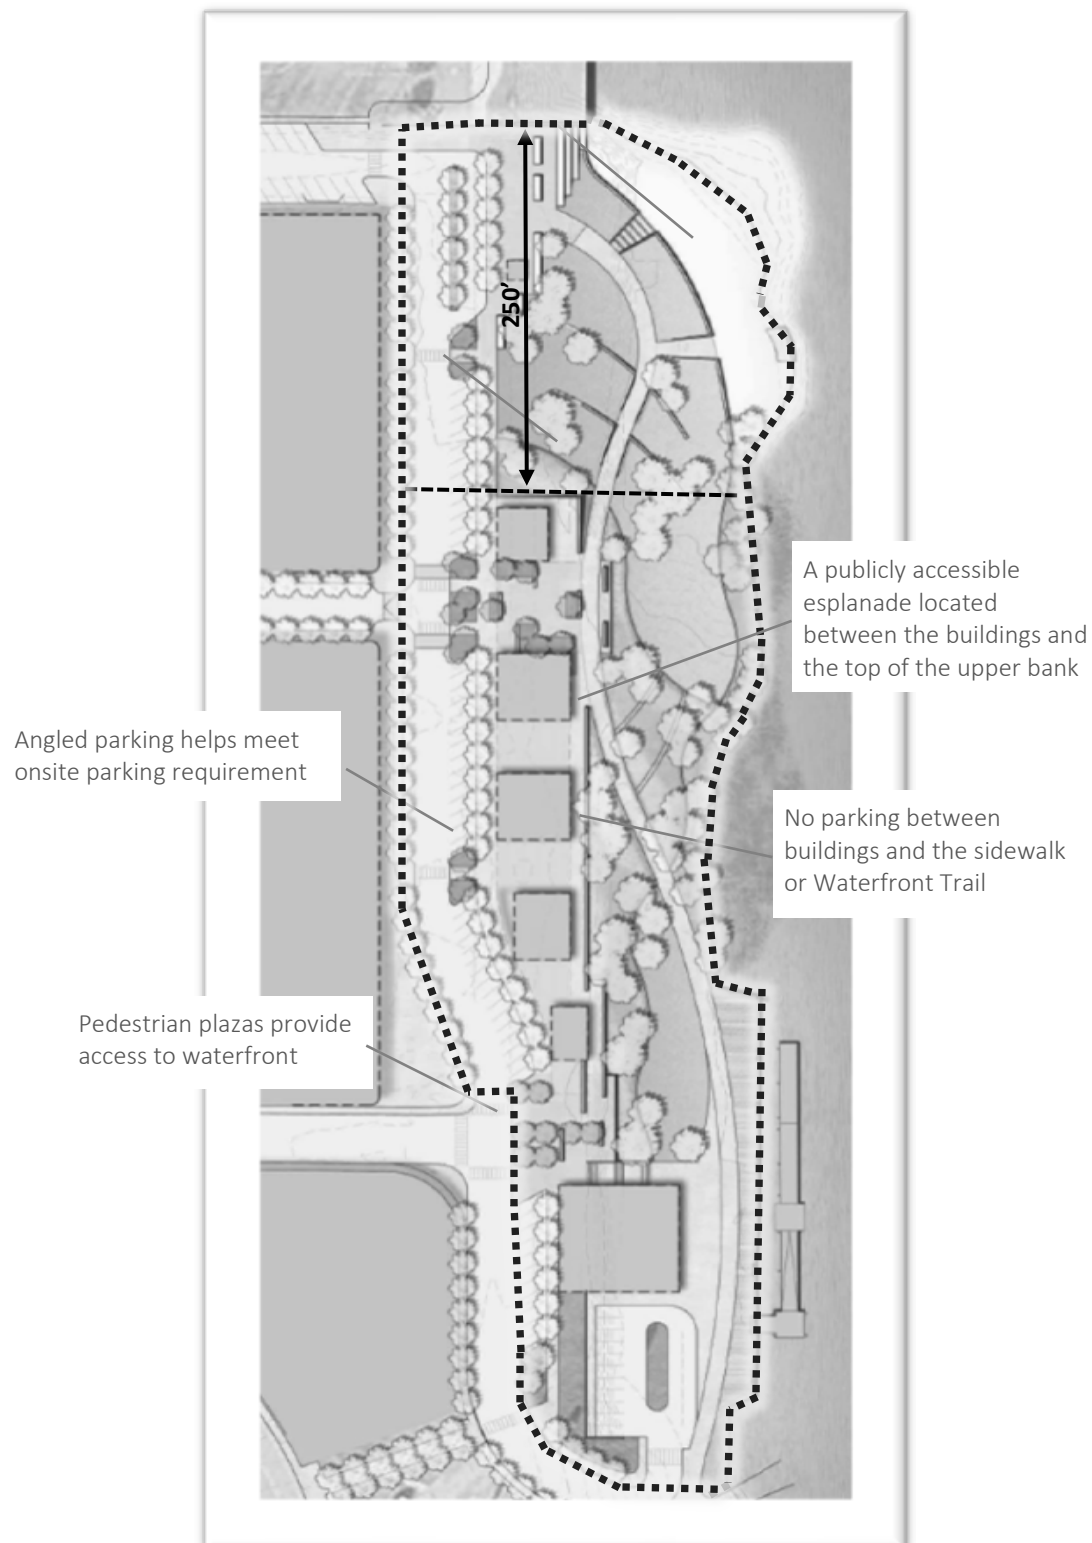 250'
A publicly accessible
esplanade located
between the buildings and
the top of the upper bank
Angled parking helps meet
onsite parking requirement
No parking between
buildings and the sidewalk
or Waterfront Trail
Pedestrian plazas provide
access to waterfront